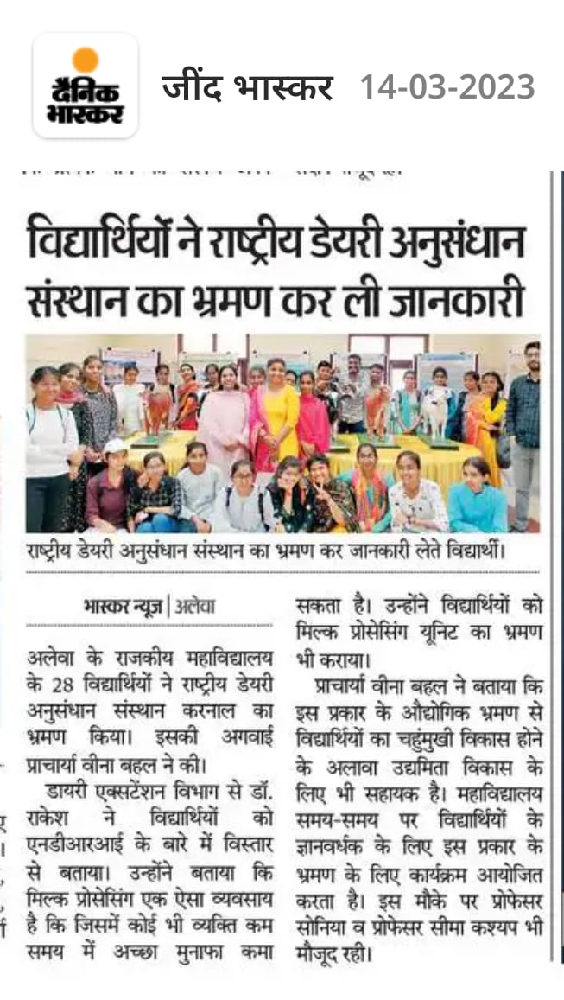 दैनिक
भास्कर
जींद भास्कर 14-03-2023
विद्यार्थियों ने राष्ट्रीय डेयरी अनुसंधान
संस्थान का भ्रमण कर ली जानकारी
राष्ट्रीय डेयरी अनुसंधान संस्थान का भ्रमण कर जानकारी लेते विद्यार्थी।
भास्कर न्यूज | अलेवा
अलेवा के राजकीय महाविद्यालय
के 28 विद्यार्थियों ने राष्ट्रीय डेयरी
अनुसंधान संस्थान करनाल का
भ्रमण किया। इसकी अगवाई
प्राचार्या वीना बहल ने की।
डायरी एक्सटेंशन विभाग से डॉ.
राकेश ने विद्यार्थियों को
एनडीआरआई के बारे में विस्तार
से बताया। उन्होंने बताया कि
मिल्क प्रोसेसिंग एक ऐसा व्यवसाय
है कि जिसमें कोई भी व्यक्ति कम
समय में अच्छा मुनाफा कमा
सकता है। उन्होंने विद्यार्थियों को
मिल्क प्रोसेसिंग यूनिट का भ्रमण
भी कराया।
प्राचार्या वीना बहल ने बताया कि
इस प्रकार के औद्योगिक भ्रमण से
विद्यार्थियों का चहुंमुखी विकास होने
के अलावा उद्यमिता विकास के
लिए भी सहायक है। महाविद्यालय
समय-समय पर विद्यार्थियों के
ज्ञानवर्धक के लिए इस प्रकार के
भ्रमण के लिए कार्यक्रम आयोजित
करता है। इस मौके पर प्रोफेसर
सोनिया व प्रोफेसर सीमा कश्यप भी
मौजूद रही।